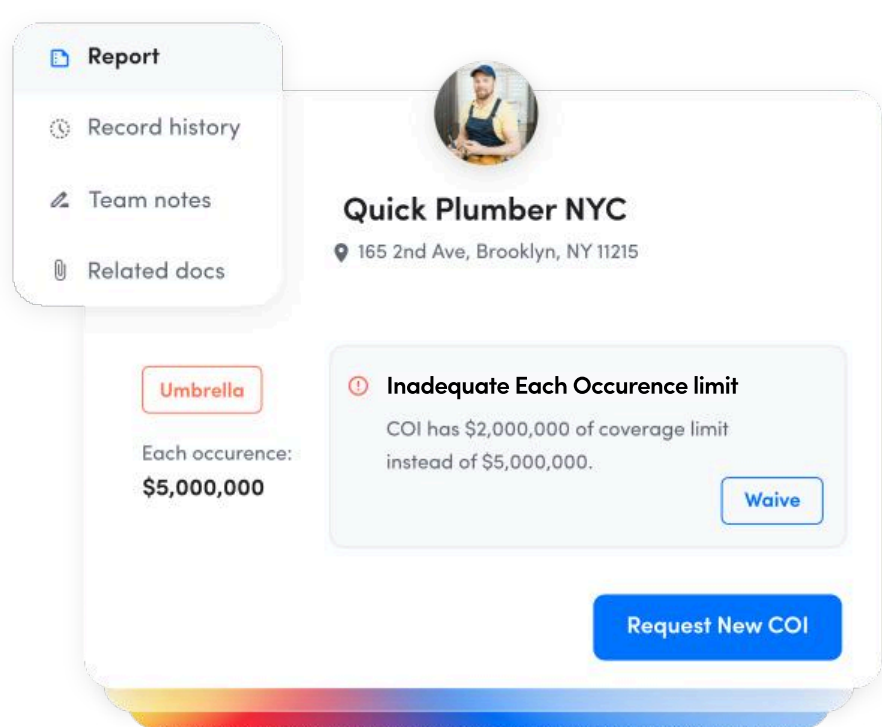 Report
Record history
Team notes
Related docs
Quick Plumber NYC
165 2nd Ave, Brooklyn, NY 11215
Umbrella
Each occurence:
$5,000,000
Inadequate Each Occurence limit
COI has $2,000,000 of coverage limit
instead of $5,000,000.
Waive
Request New COI